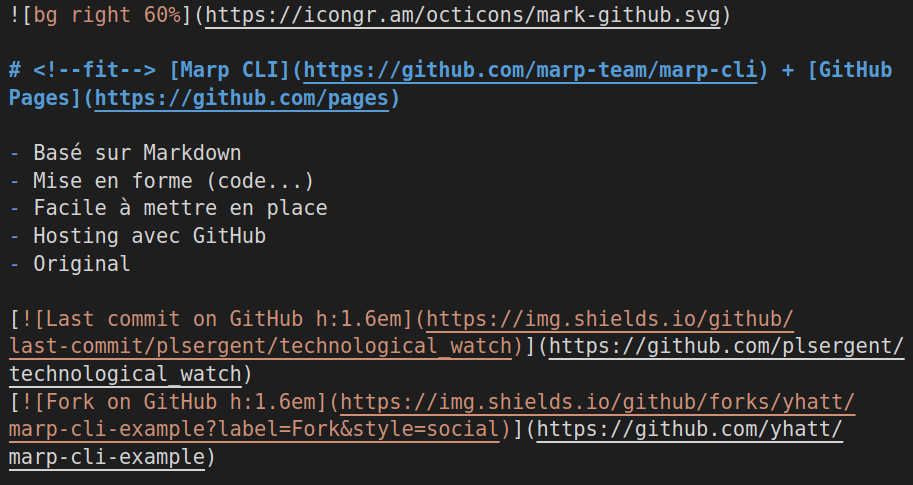 ![bg right 60%](https://icongr.am/octicons/mark-github.svg)
# <!--fit--> [Marp CLI](https://github.com/marp-team/marp-cli) + [GitHub
Pages](https://github.com/pages)
- Basé sur Markdown
- Mise en forme (code...)
- Facile à mettre en place
- Hosting avec GitHub
- Original
[![Last commit on GitHub h:1.6em](https://img.shields.io/github/
last-commit/plsergent/technological_watch)](https://github.com/plsergent/
technological_watch)
[![Fork on GitHub h:1.6em](https://img.shields.io/github/forks/yhatt/
marp-cli-example?label=Fork&style=social)](https://github.com/yhatt/
marp-cli-example)